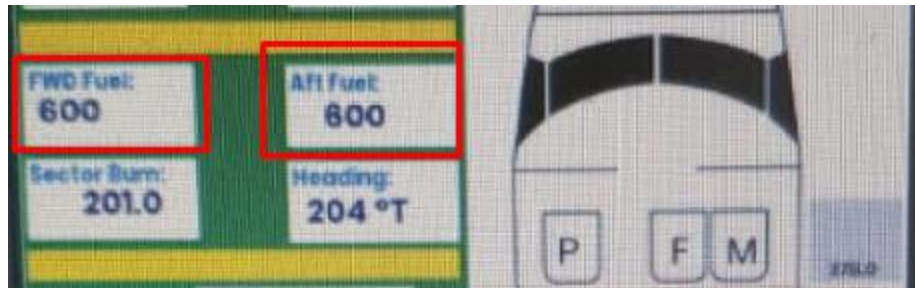 FWD Fuel:
600
Aft Fuel:
600
Sector Burn:
201.0
Heading:
204 °T
P
F
M